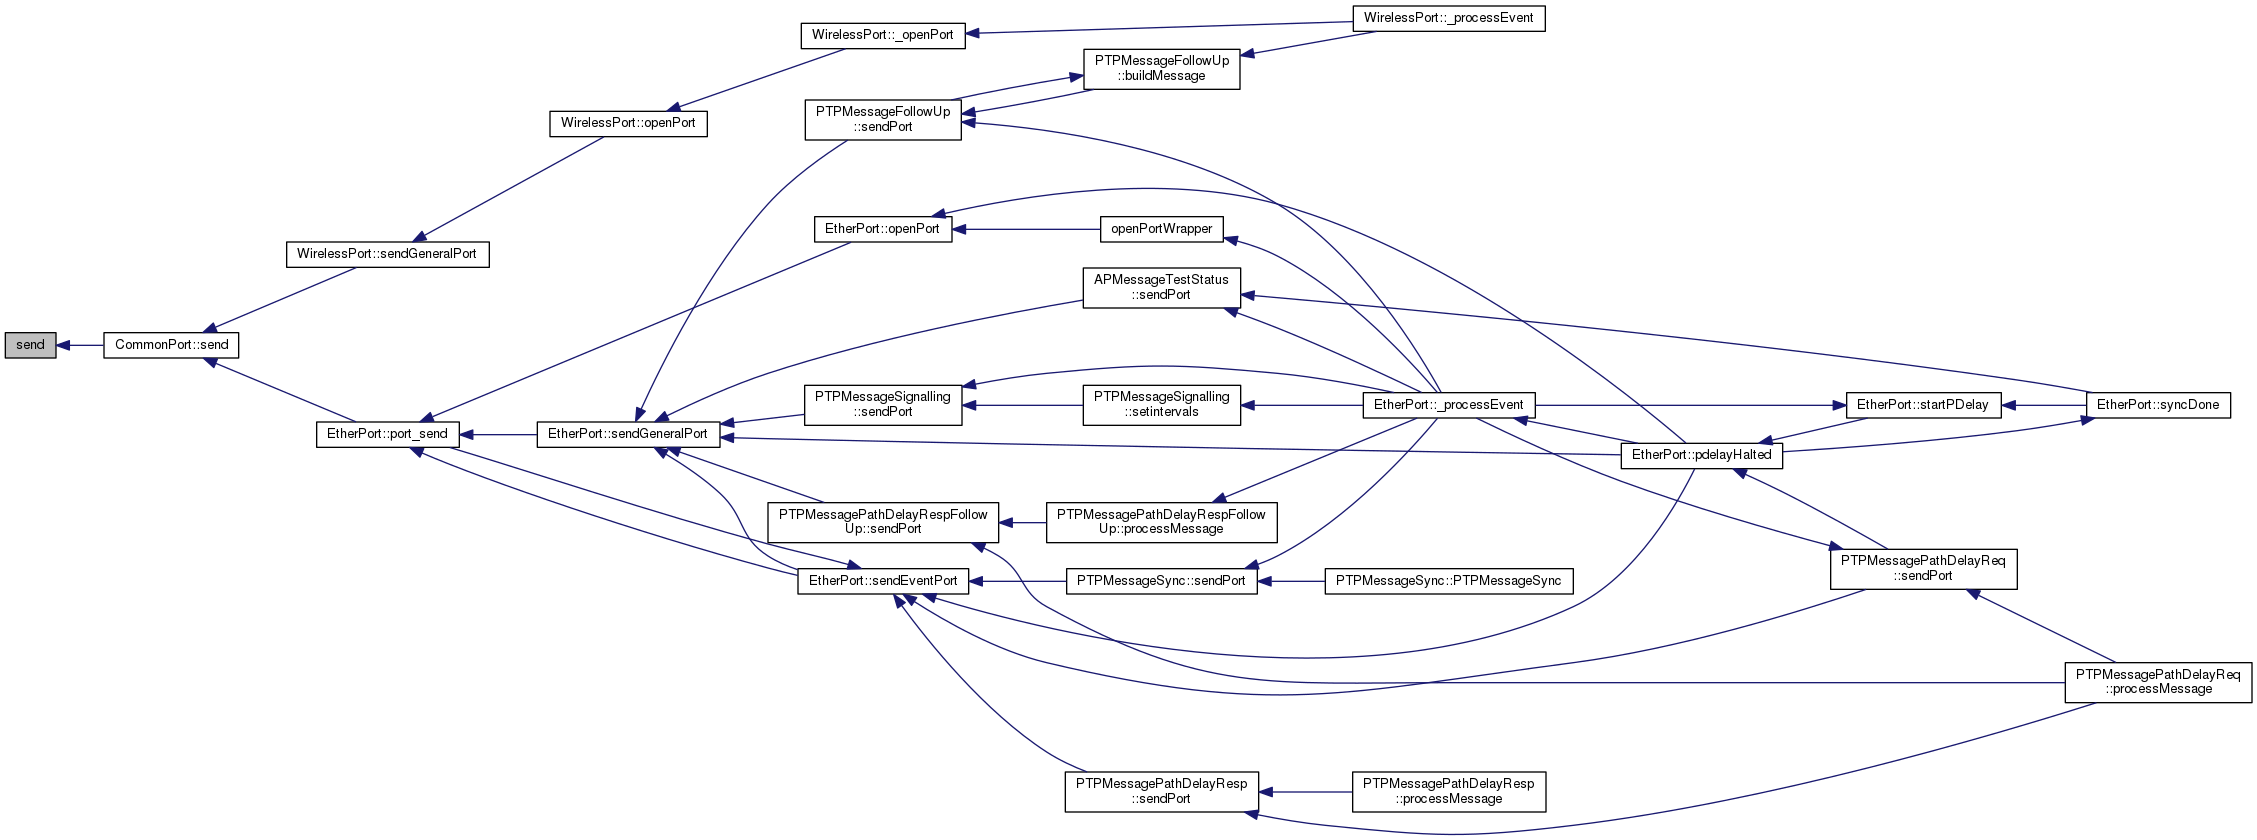 WirelessPort::_processEvent
WirelessPort::_openPort
PTPMessageFollowUp
::buildMessage
PTPMessageFollowUp
::sendPort
WirelessPort::openPort
EtherPort::openPort
openPortWrapper
WirelessPort::sendGeneralPort
APMessageTestStatus
::sendPort
send
CommonPort::send
PTPMessageSignalling
::sendPort
PTPMessageSignalling
::setintervals
EtherPort::_processEvent
EtherPort::startPDelay
EtherPort::syncDone
EtherPort::port_send
EtherPort::sendGeneralPort
EtherPort::pdelayHalted
PTPMessagePathDelayRespFollow
Up::sendPort
PTPMessagePathDelayRespFollow
Up::processMessage
EtherPort::sendEventPort
PTPMessageSync::sendPort
PTPMessageSync::PTPMessageSync
PTPMessagePathDelayReq
::sendPort
PTPMessagePathDelayReq
::processMessage
PTPMessagePathDelayResp
::sendPort
PTPMessagePathDelayResp
::processMessage